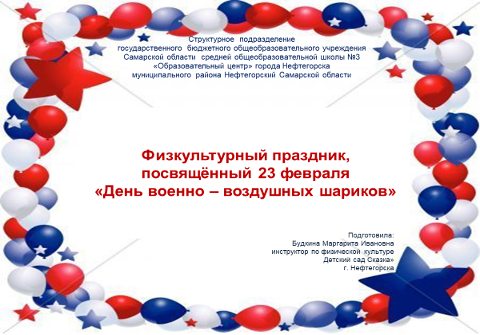 Структурное подразделение
государственного бюджетного общеобразовательного учреждения
Самарской области средней общеобразовательной школы №3
«Образовательный центр» города Нефтегорска
муниципального района Нефтегорский Самарской области
Физкультурный праздник,
посвящённый 23 февраля
«День военно – воздушных шариков»
Подготовила:
Будкина Маргарита Ивановна
инструктор по физической культуре
Детский сад Сказка»
г. Нефтегорска